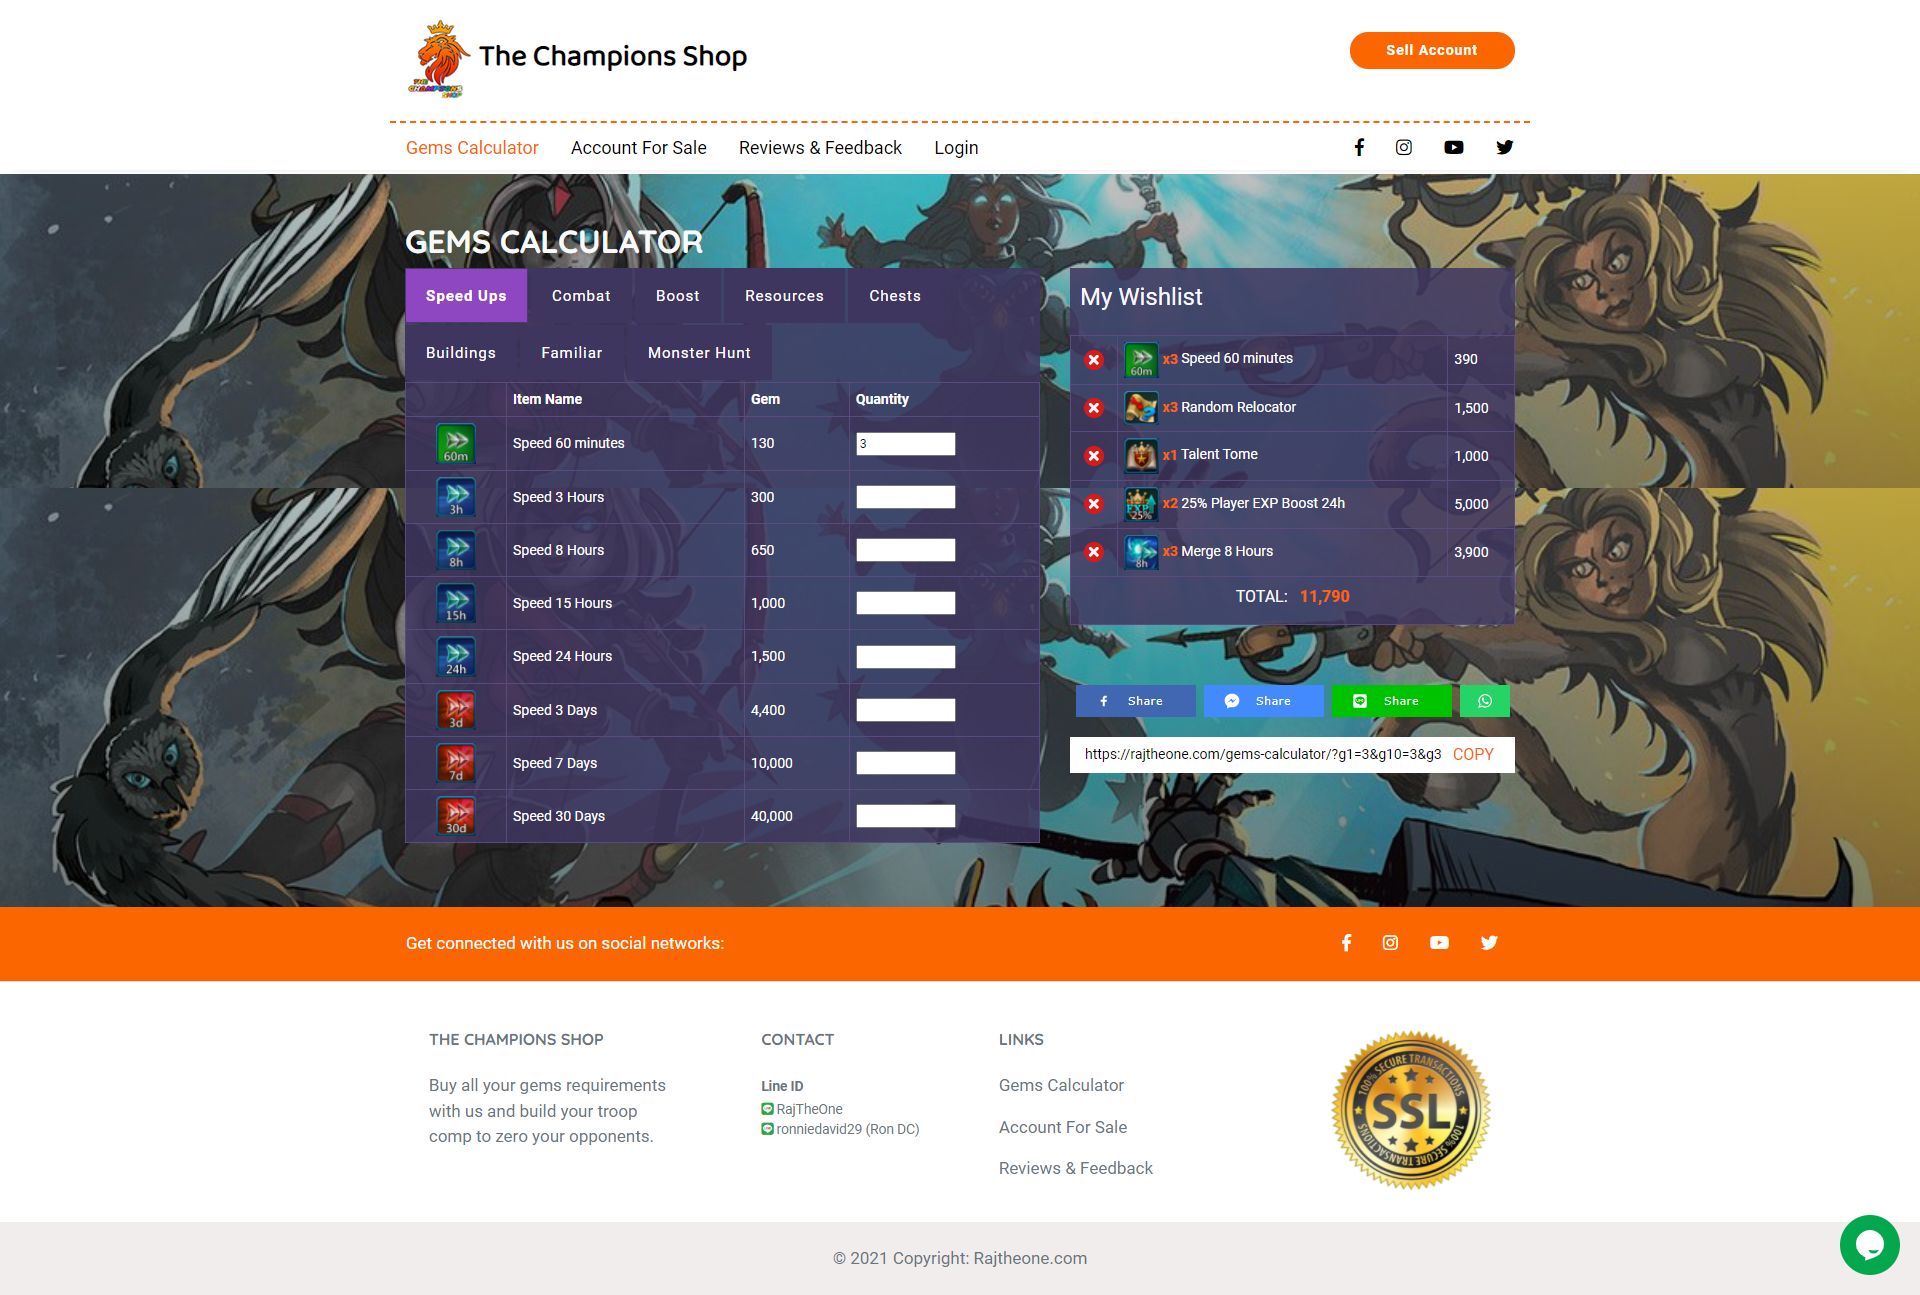 THE CHAMPIONS SHOP
The Champions Shop
Sell Account
Gems Calculator Account For Sale Reviews & Feedback Login
GEMS CALCULATOR
Speed Ups Combat Boost Resources Chests
Buildings Familiar Monster Hunt
Item Name Gem Quantity
60m Speed 60 minutes 130 3
3h Speed 3 Hours 300
8h Speed 8 Hours 650
15h Speed 15 Hours 1,000
24h Speed 24 Hours 1,500
3d Speed 3 Days 4,400
7d Speed 7 Days 10,000
30d Speed 30 Days 40,000
My Wishlist
60m x3 Speed 60 minutes 390
x3 Random Relocator 1,500
x1 Talent Tome 1,000
EXP 25% x2 25% Player EXP Boost 24h 5,000
8h x3 Merge 8 Hours 3,900
TOTAL: 11,790
Share Share Share
https://rajtheone.com/gems-calculator/?g1=3&g10=3&g3 COPY
Get connected with us on social networks:
THE CHAMPIONS SHOP
Buy all your gems requirements
with us and build your troop
comp to zero your opponents.
CONTACT
Line ID
RajTheOne
ronniedavid29 (Ron DC)
LINKS
Gems Calculator
Account For Sale
Reviews & Feedback
100% SECURE TRANSACTIONS
SSL
100% SECURE TRANSACTIONS
© 2021 Copyright: Rajtheone.com